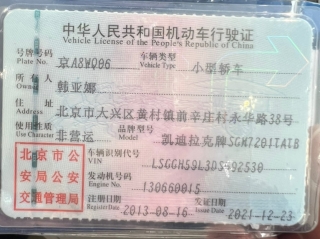 中华人民共和国机动车行驶证
Vehicle License of the People's Republic of China
号牌号码 京A8WQ06 车辆类型 小型轿车
Plate No. Vehicle Type
所有人 韩亚娜
Owner
住址 北京市大兴区黄村镇前辛庄村永华路38号
Address
使用性质 非营运 品牌型号 凯迪拉克牌SGM7201TATB
Use Character
北京市公 车辆识别代号
VIN
安局公安 发动机号码 130660015
Engine No.
交通管理局 注册日期 2013-08-16 发证日期 2021-12-23
Register Date Issue Date